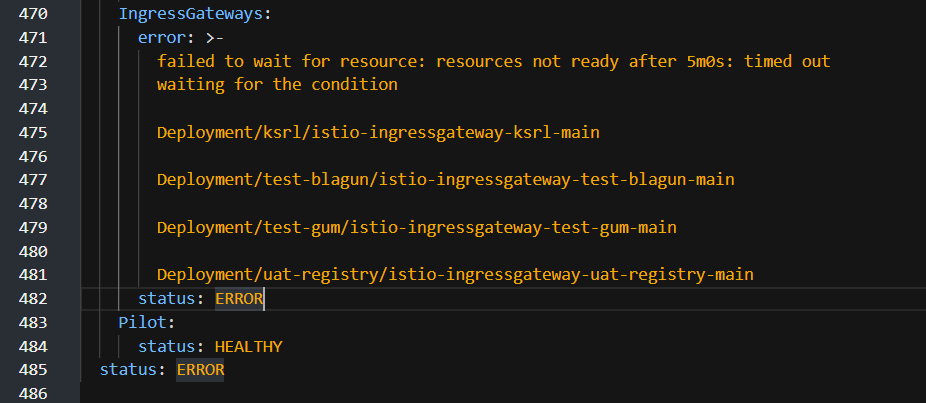 470 IngressGateways:
471 error: >-
472 failed to wait for resource: resources not ready after 5m0s: timed out
473 waiting for the condition
474
475 Deployment/ksrl/istio-ingressgateway-ksrl-main
476
477 Deployment/test-blagun/istio-ingressgateway-test-blagun-main
478
479 Deployment/test-gum/istio-ingressgateway-test-gum-main
480
481 Deployment/uat-registry/istio-ingressgateway-uat-registry-main
482 status: ERROR
483 Pilot:
484 status: HEALTHY
485 status: ERROR
486